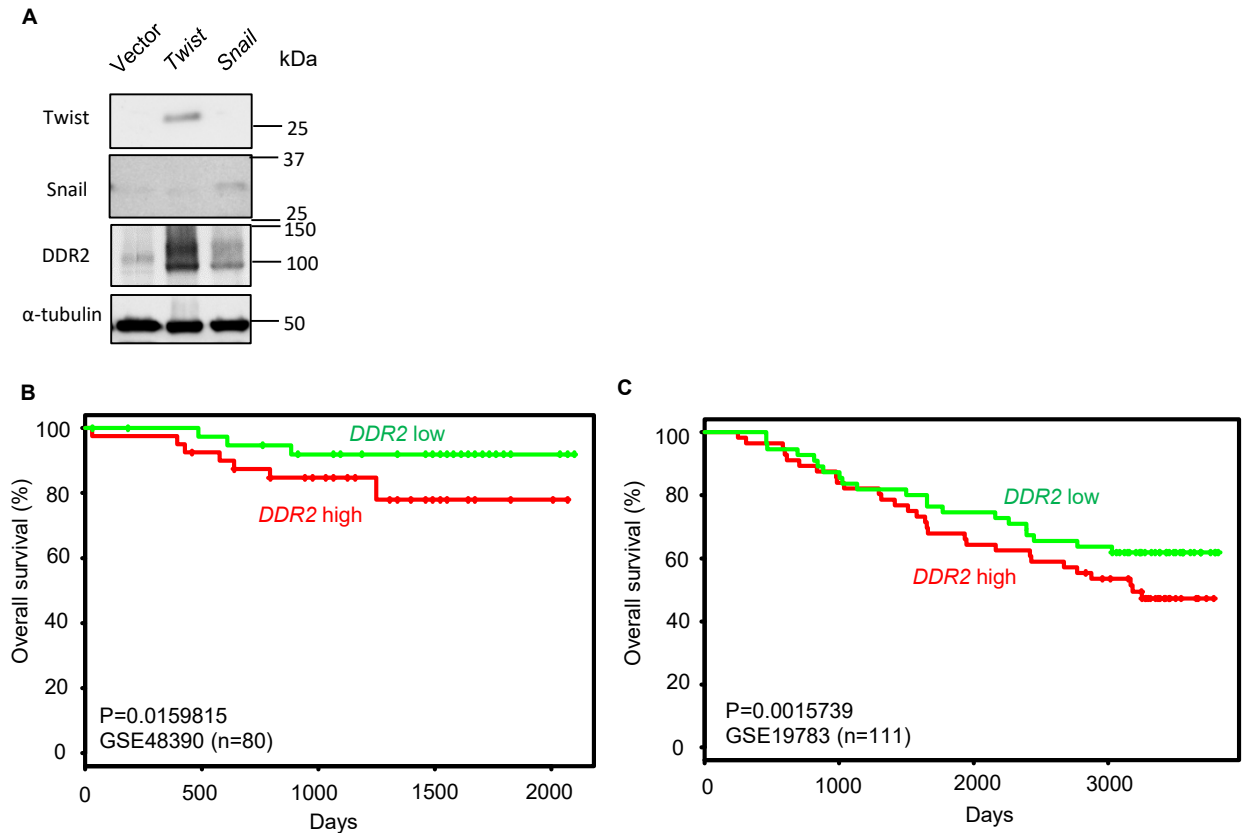 A
Vector Twist Snail kDa
Twist
25
37
Snail
25
150
DDR2
100
α-tubulin
50
B
100
80
60
40
20
0
Overall survival (%)
DDR2 low
DDR2 high
P=0.0159815
GSE48390 (n=80)
0 500 1000 1500 2000
Days
C
100
80
60
40
20
0
Overall survival (%)
DDR2 low
DDR2 high
P=0.0015739
GSE19783 (n=111)
0 1000 2000 3000
Days